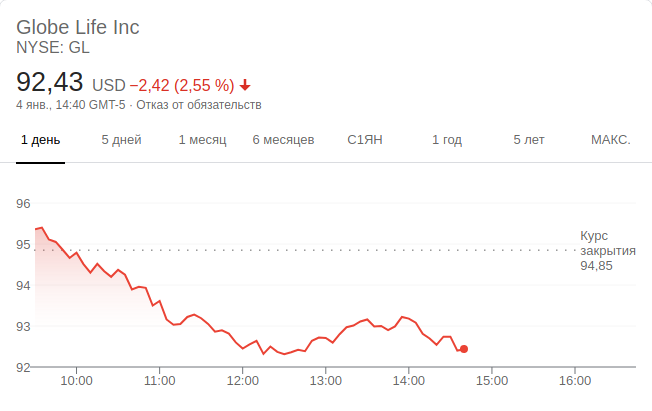 Globe Life Inc
NYSE: GL
92,43 USD −2,42 (2,55 %)
4 янв., 14:40 GMT-5 · Отказ от обязательств
1 день 5 дней 1 месяц 6 месяцев С1ЯН 1 год 5 лет МАКС.
96
Курс
95
закрытия
94,85
94
93
92
10:00 11:00 12:00 13:00 14:00 15:00 16:00